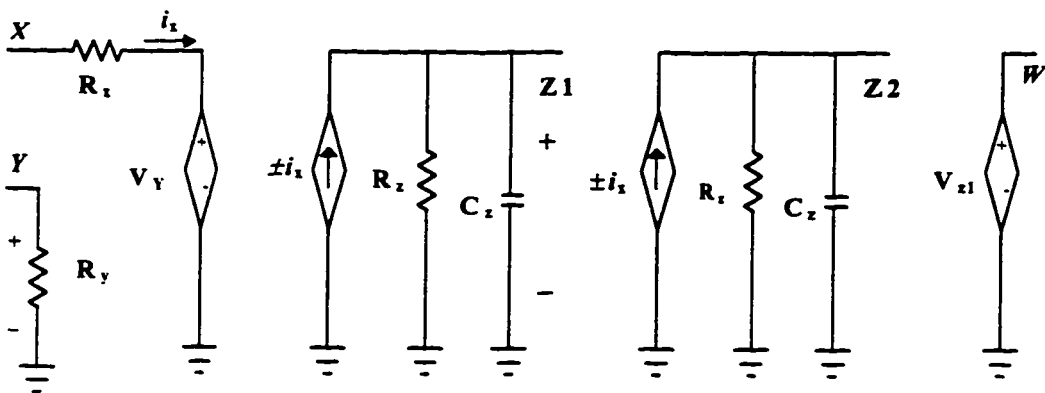 X
i_x
R_x
V_Y
+
-
Y
+
R_y
-
Z1
+
±i_x
R_z
C_z
-
Z2
±i_x
R_z
C_z
W
V_z1
+
-